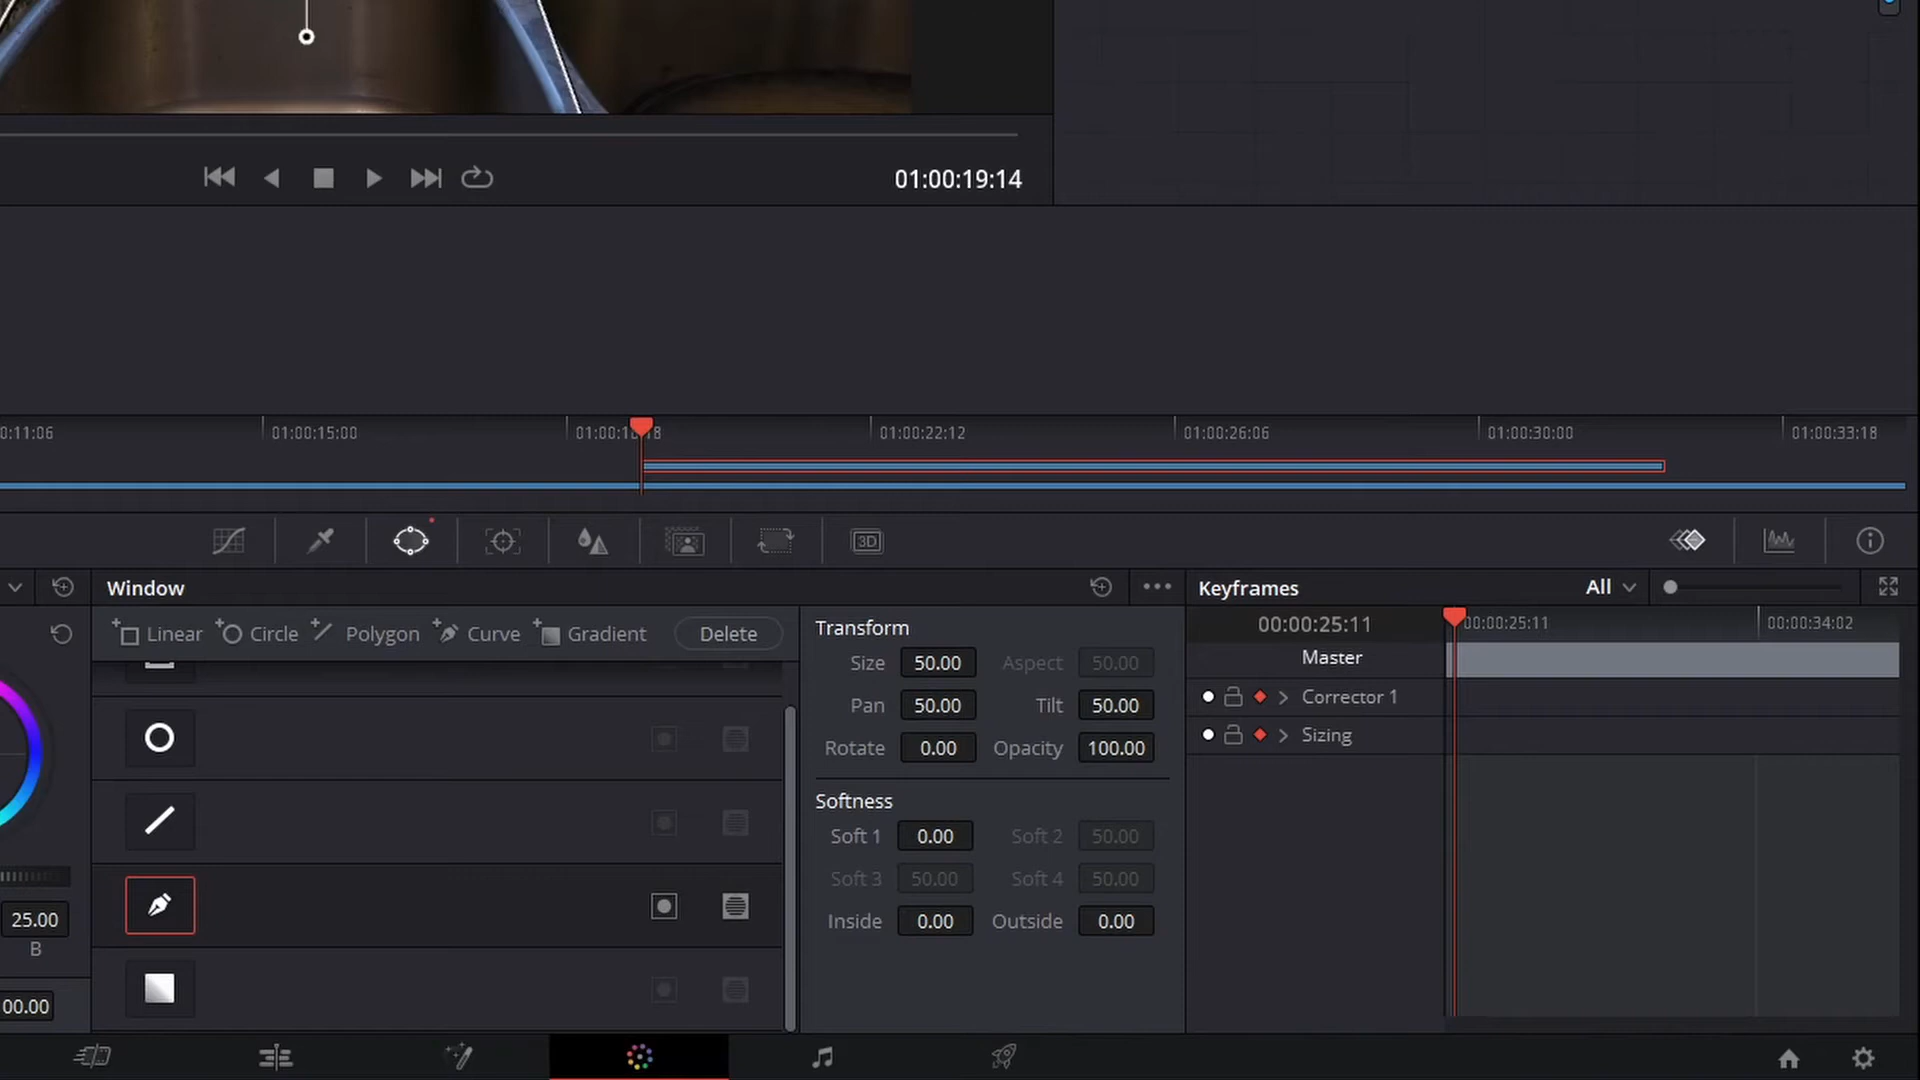 01:00:19:14
0:11:06
01:00:15:00
01:00:18:18
01:00:22:12
01:00:26:06
01:00:30:00
01:00:33:18
3D
Window
Keyframes
All
Linear
Circle
Polygon
Curve
Gradient
Delete
Transform
Size 50.00 Aspect 50.00
Pan 50.00 Tilt 50.00
Rotate 0.00 Opacity 100.00
Softness
Soft 1 0.00 Soft 2 50.00
Soft 3 50.00 Soft 4 50.00
Inside 0.00 Outside 0.00
00:00:25:11
00:00:25:11
00:00:34:02
Master
Corrector 1
Sizing
25.00
B
00.00